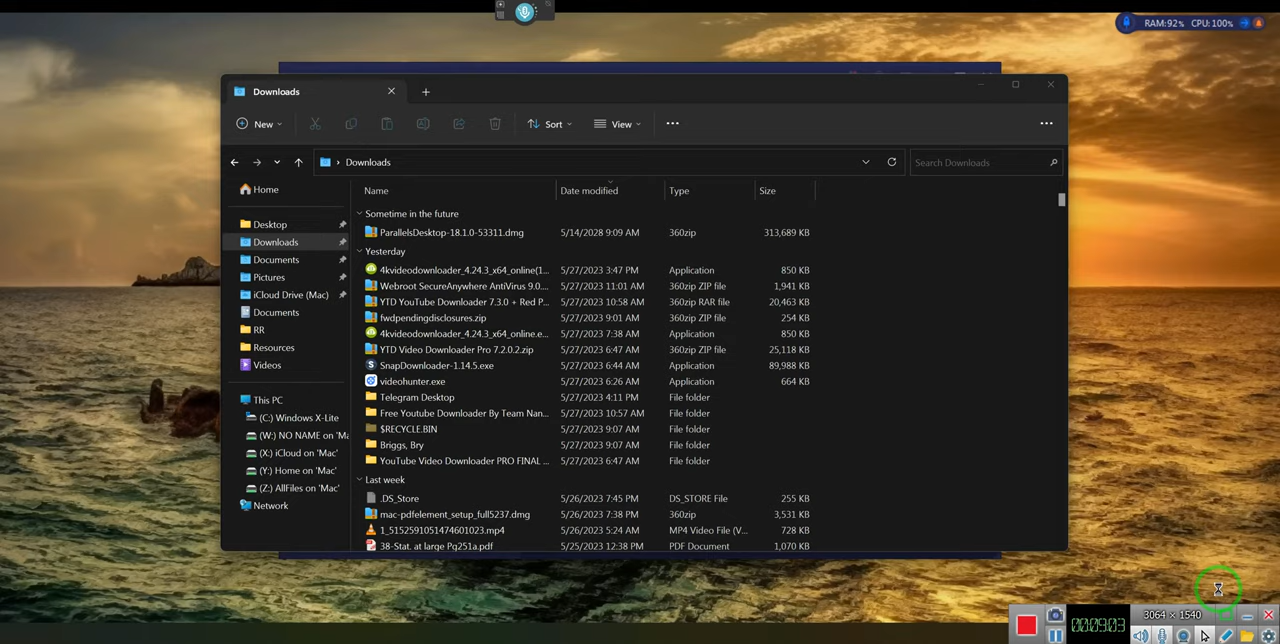 RAM:92% CPU:100%
Downloads
New Sort View
Downloads Search Downloads
Home
Desktop
Downloads
Documents
Pictures
iCloud Drive (Mac)
Documents
RR
Resources
Videos
This PC
(C:) Windows X-Lite
(W:) NO NAME on 'Ma
(X:) iCloud on 'Mac'
(Y:) Home on 'Mac'
(Z:) AllFiles on 'Mac'
Network
Name Date modified Type Size
Sometime in the future
ParallelsDesktop-18.1.0-53311.dmg 5/14/2028 9:09 AM 360zip 313,689 KB
Yesterday
4kvideodownloader_4.24.3_x64_online(1... 5/27/2023 3:47 PM Application 850 KB
Webroot SecureAnywhere AntiVirus 9.0.... 5/27/2023 11:01 AM 360zip ZIP file 1,941 KB
YTD YouTube Downloader 7.3.0 + Red P... 5/27/2023 10:58 AM 360zip RAR file 20,463 KB
fwdpendingdisclosures.zip 5/27/2023 9:01 AM 360zip ZIP file 254 KB
4kvideodownloader_4.24.3_x64_online.e... 5/27/2023 7:38 AM Application 850 KB
YTD Video Downloader Pro 7.2.0.2.zip 5/27/2023 6:47 AM 360zip ZIP file 25,118 KB
SnapDownloader-1.14.5.exe 5/27/2023 6:44 AM Application 89,988 KB
videohunter.exe 5/27/2023 6:26 AM Application 664 KB
Telegram Desktop 5/27/2023 4:11 PM File folder
Free Youtube Downloader By Team Nan... 5/27/2023 10:57 AM File folder
$RECYCLE.BIN 5/27/2023 9:07 AM File folder
Briggs, Bry 5/27/2023 9:07 AM File folder
YouTube Video Downloader PRO FINAL ... 5/27/2023 6:47 AM File folder
Last week
.DS_Store 5/26/2023 7:45 PM DS_STORE File 255 KB
mac-pdfelement_setup_full5237.dmg 5/26/2023 7:38 PM 360zip 3,531 KB
1_5152591051474601023.mp4 5/26/2023 5:24 AM MP4 Video File (V... 728 KB
38-Stat. at large Pg251a.pdf 5/25/2023 12:38 PM PDF Document 1,070 KB
3064 × 1540
00:09:03